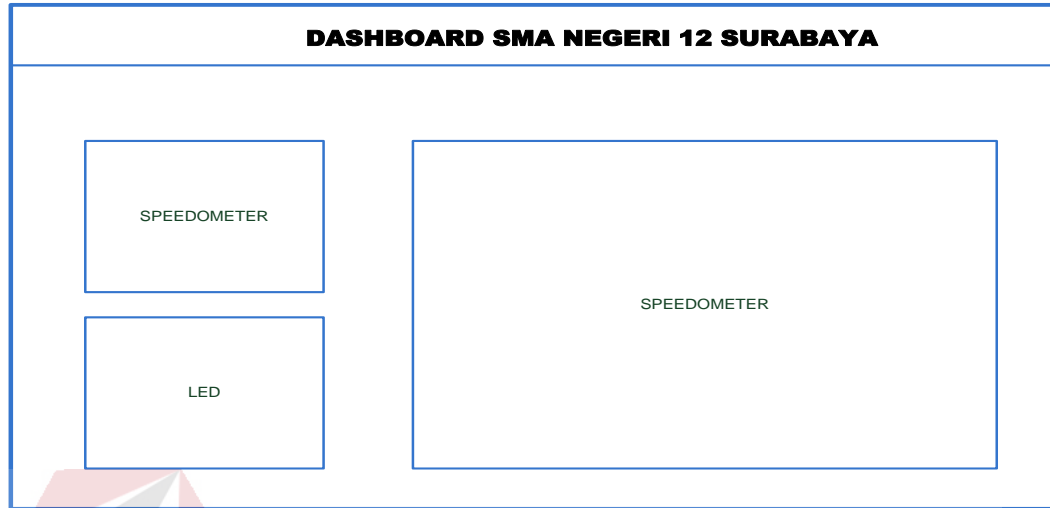 DASHBOARD SMA NEGERI 12 SURABAYA
SPEEDOMETER
LED
SPEEDOMETER